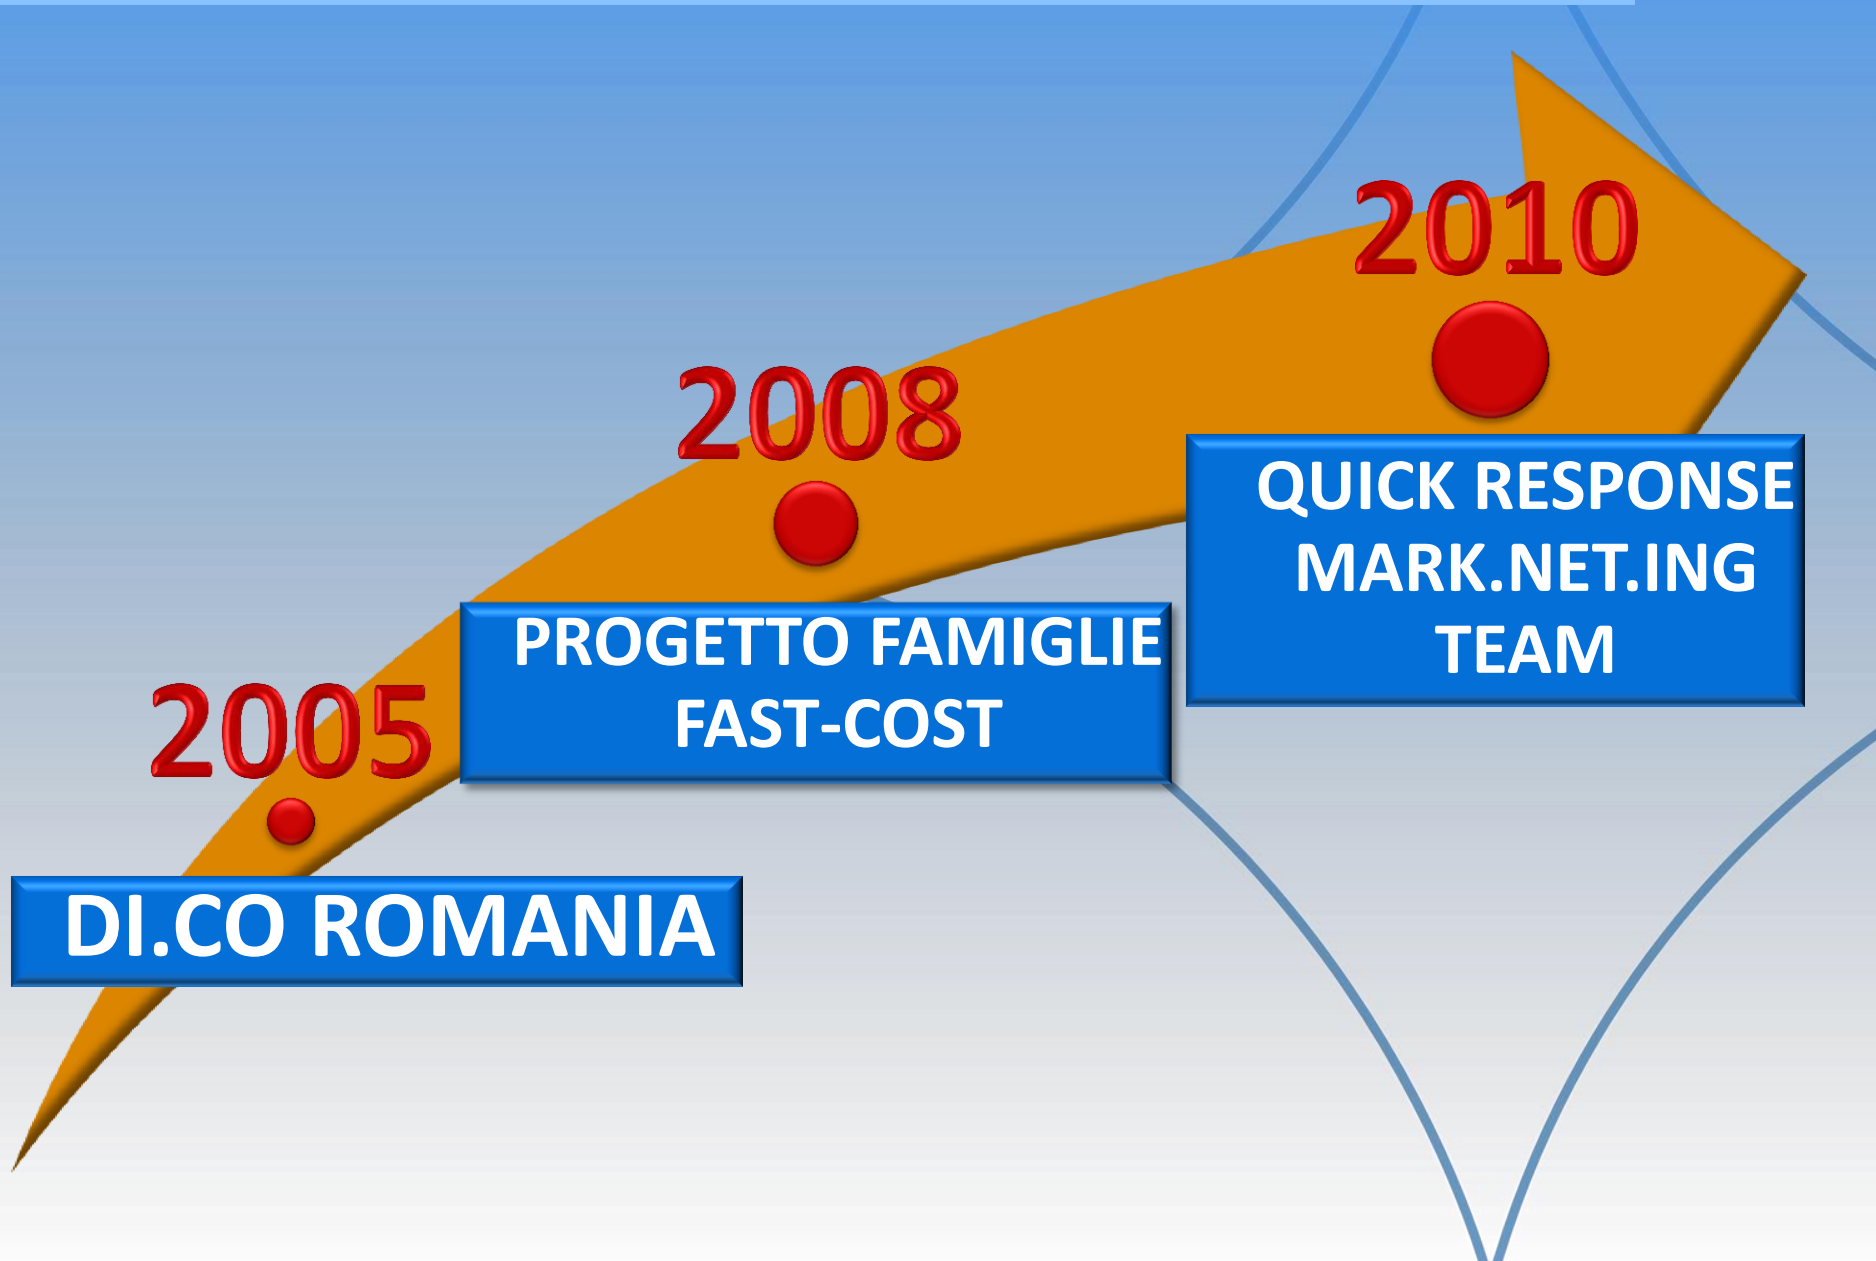 2010
2008
QUICK RESPONSE
MARK.NET.ING
TEAM
PROGETTO FAMIGLIE
FAST-COST
2005
DI.CO ROMANIA